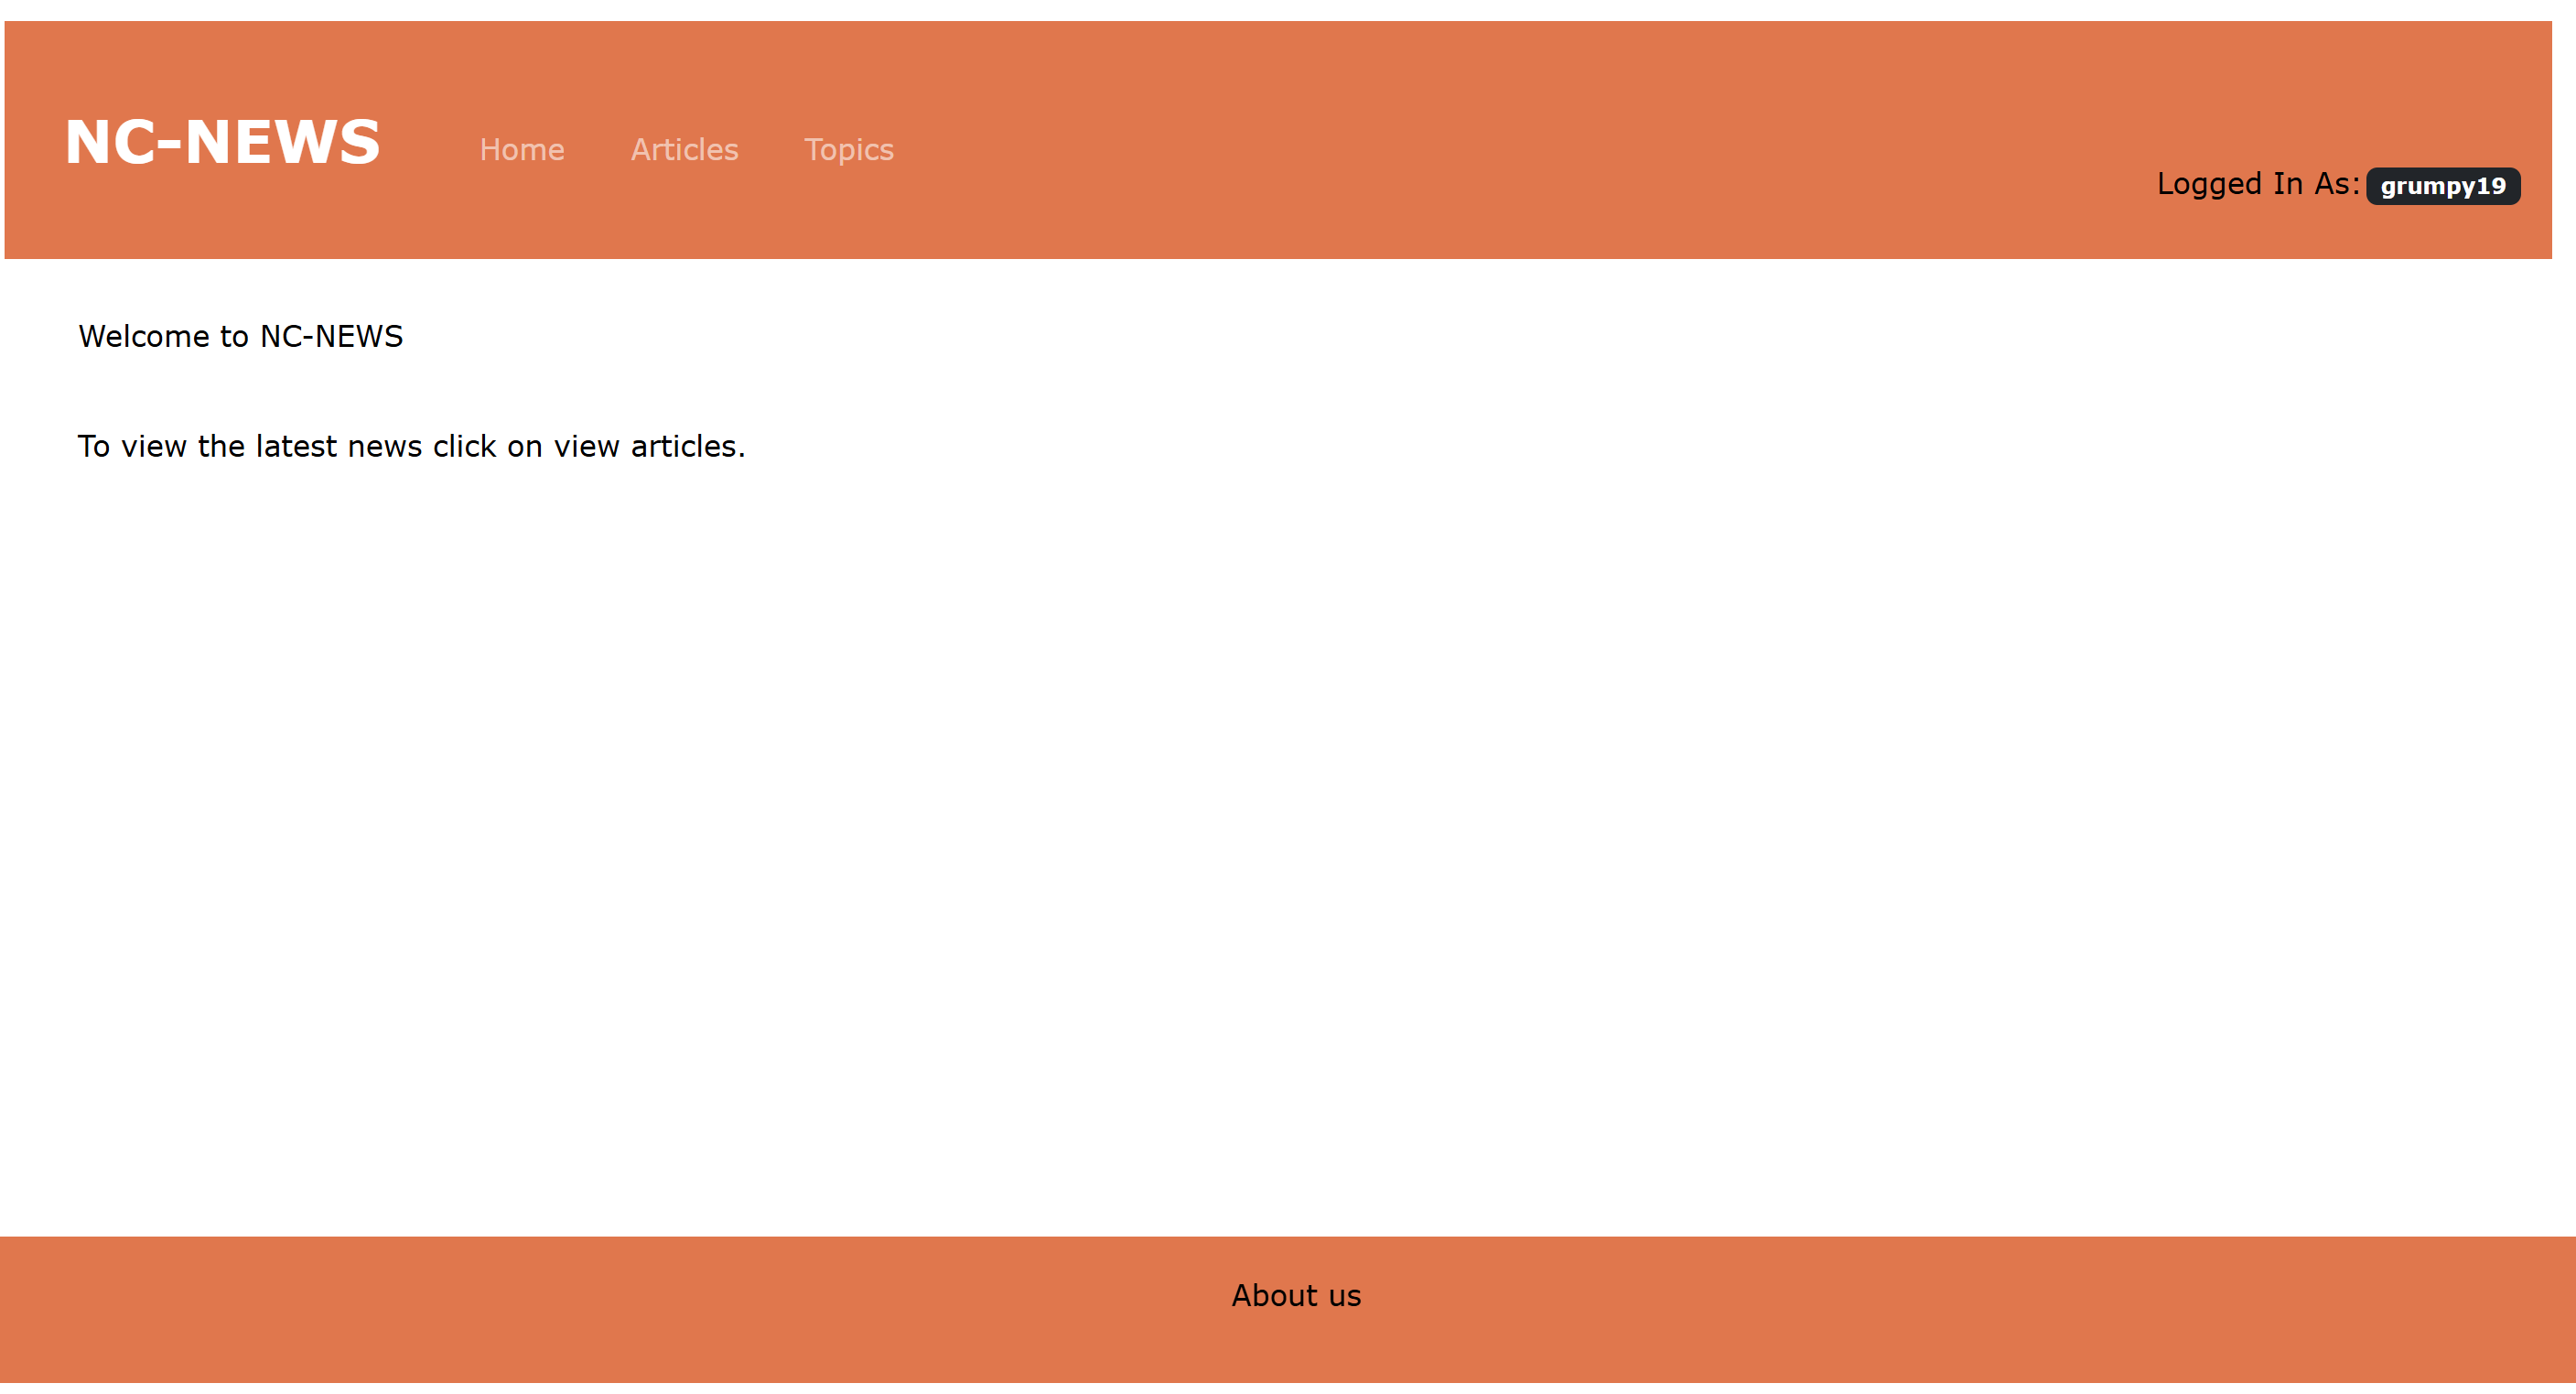 NC-NEWS
Home Articles Topics
Logged In As: grumpy19
Welcome to NC-NEWS
To view the latest news click on view articles.
About us